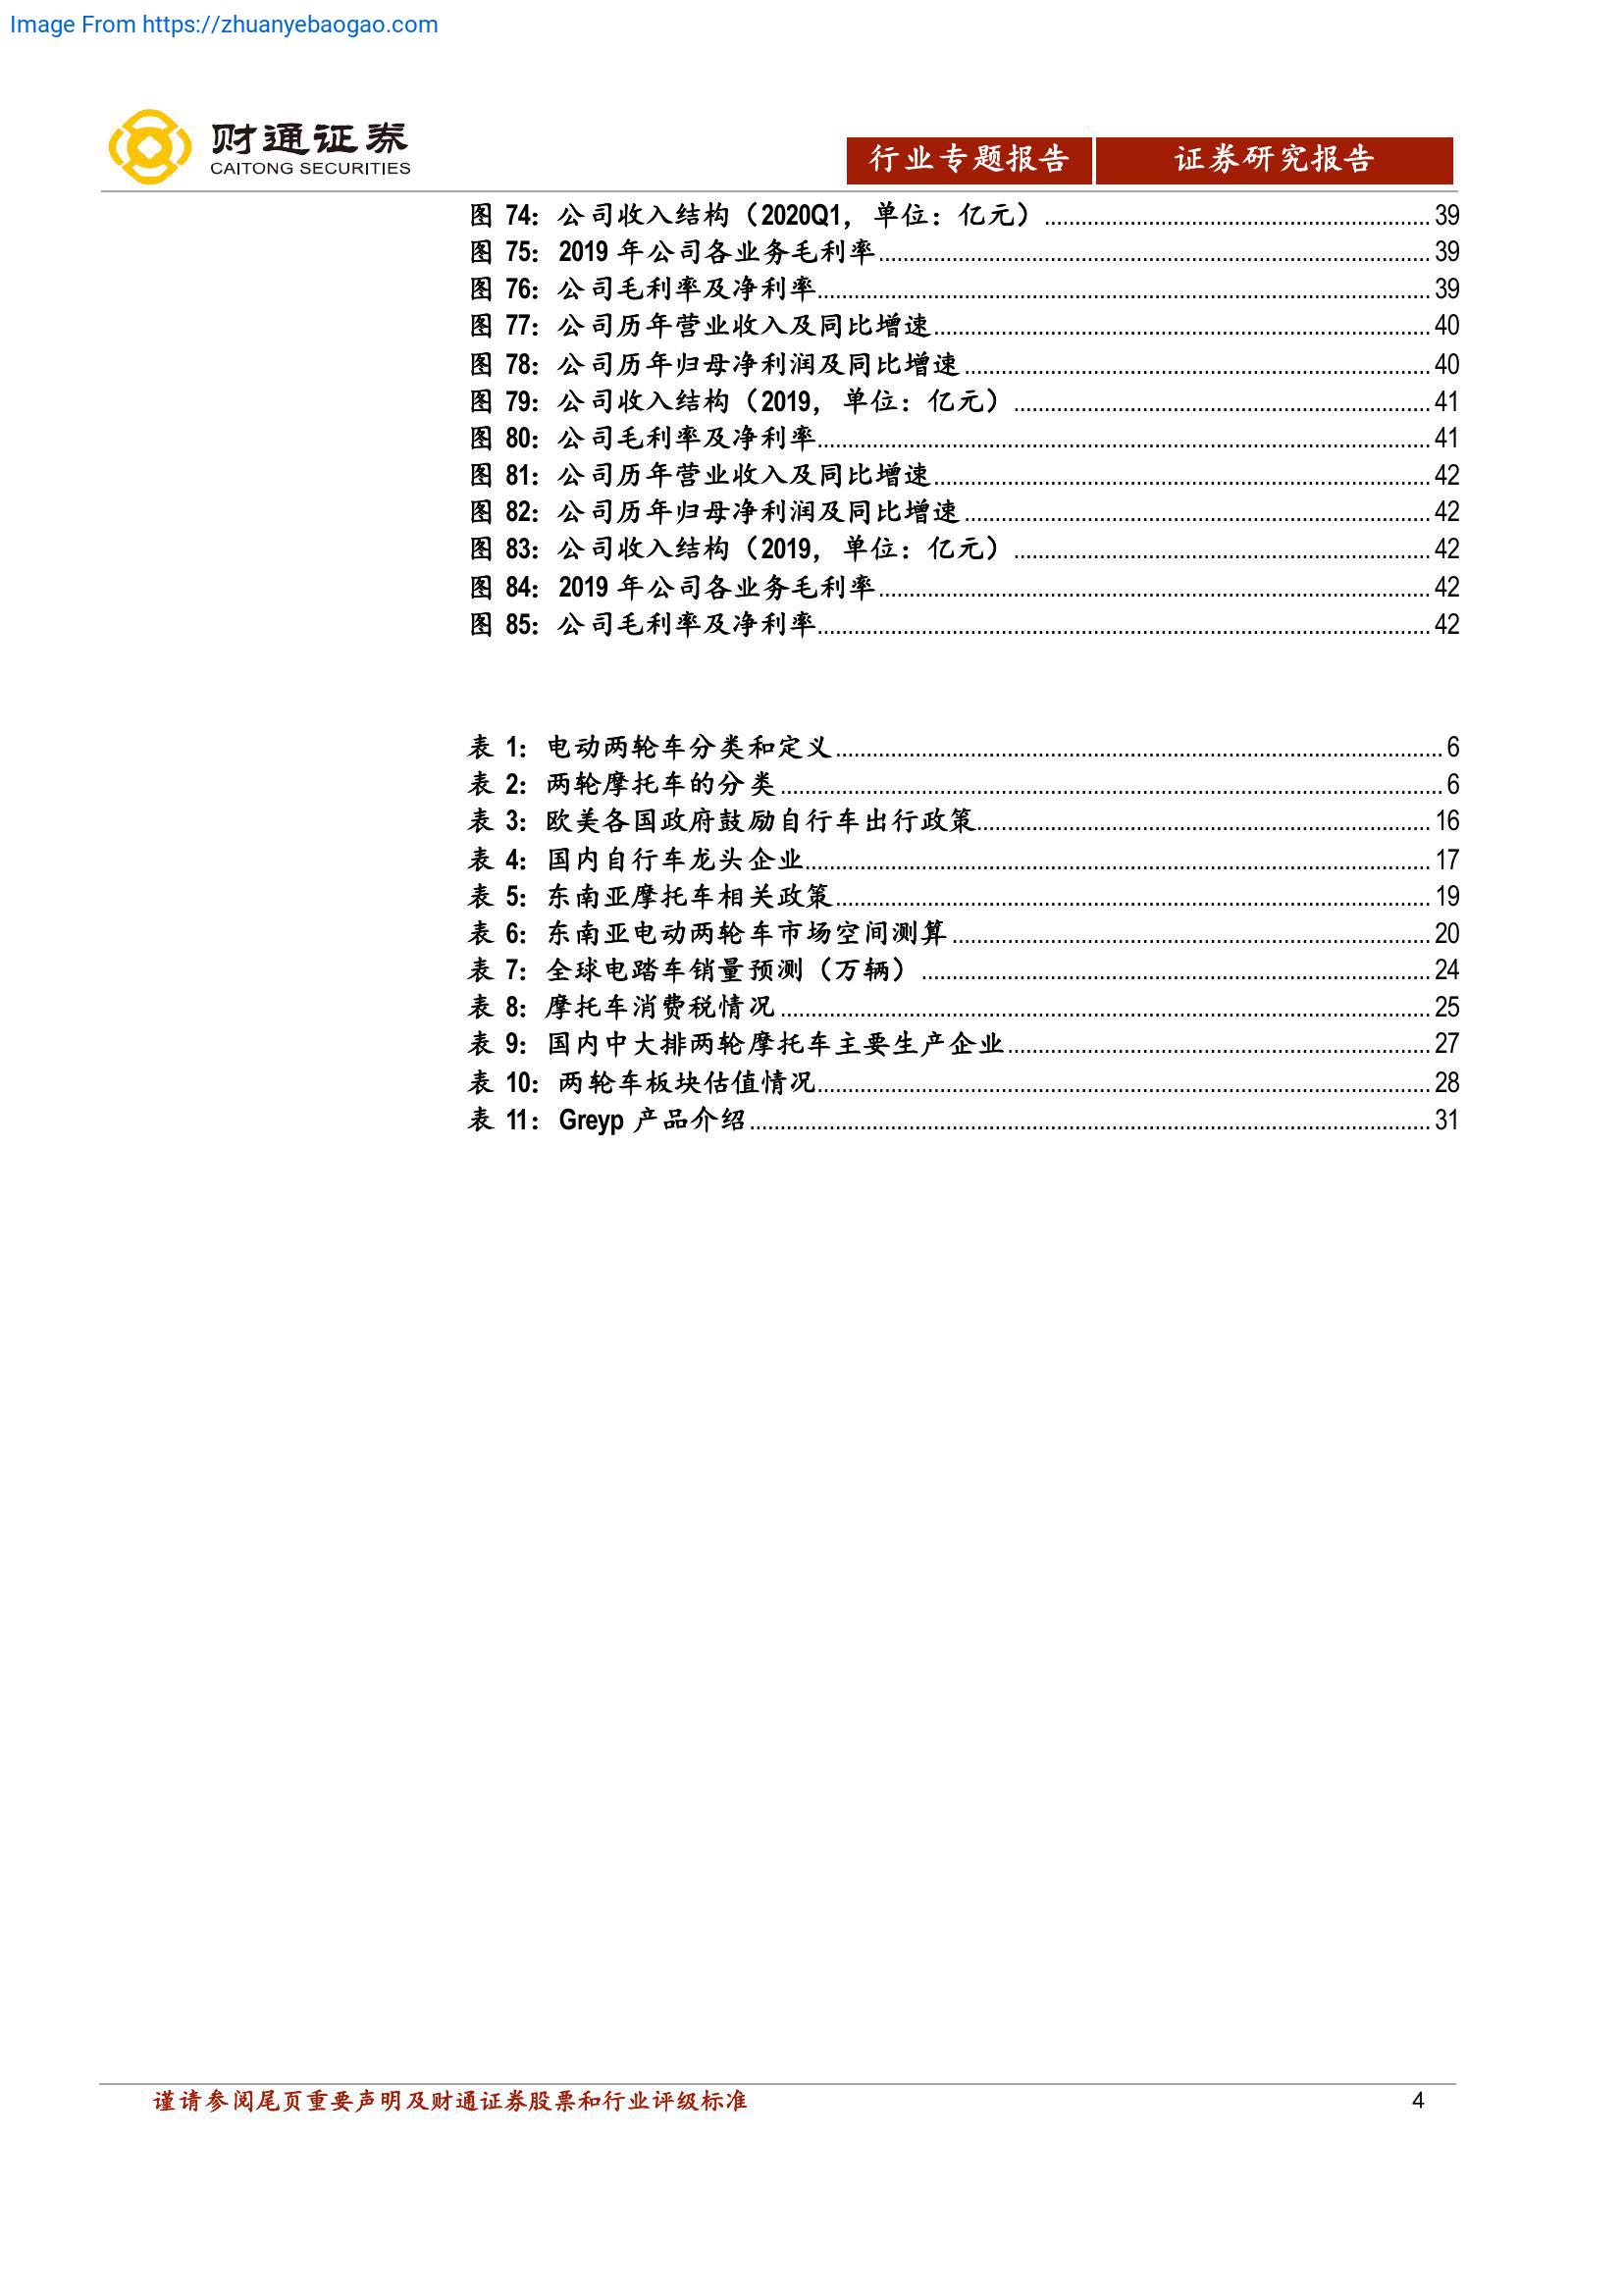 Image From https://zhuanyebaogao.com
财通证券
CAITONG SECURITIES
行业专题报告 证券研究报告
图 74：公司收入结构（2020Q1，单位：亿元）........ 39
图 75：2019 年公司各业务毛利率........ 39
图 76：公司毛利率及净利率........ 39
图 77：公司历年营业收入及同比增速........ 40
图 78：公司历年归母净利润及同比增速........ 40
图 79：公司收入结构（2019，单位：亿元）........ 41
图 80：公司毛利率及净利率........ 41
图 81：公司历年营业收入及同比增速........ 42
图 82：公司历年归母净利润及同比增速........ 42
图 83：公司收入结构（2019，单位：亿元）........ 42
图 84：2019 年公司各业务毛利率........ 42
图 85：公司毛利率及净利率........ 42
表 1：电动两轮车分类和定义........ 6
表 2：两轮摩托车的分类........ 6
表 3：欧美各国政府鼓励自行车出行政策........ 16
表 4：国内自行车龙头企业........ 17
表 5：东南亚摩托车相关政策........ 19
表 6：东南亚电动两轮车市场空间测算........ 20
表 7：全球电踏车销量预测（万辆）........ 24
表 8：摩托车消费税情况........ 25
表 9：国内中大排两轮摩托车主要生产企业........ 27
表 10：两轮车板块估值情况........ 28
表 11：Greyp 产品介绍........ 31
谨请参阅尾页重要声明及财通证券股票和行业评级标准 4